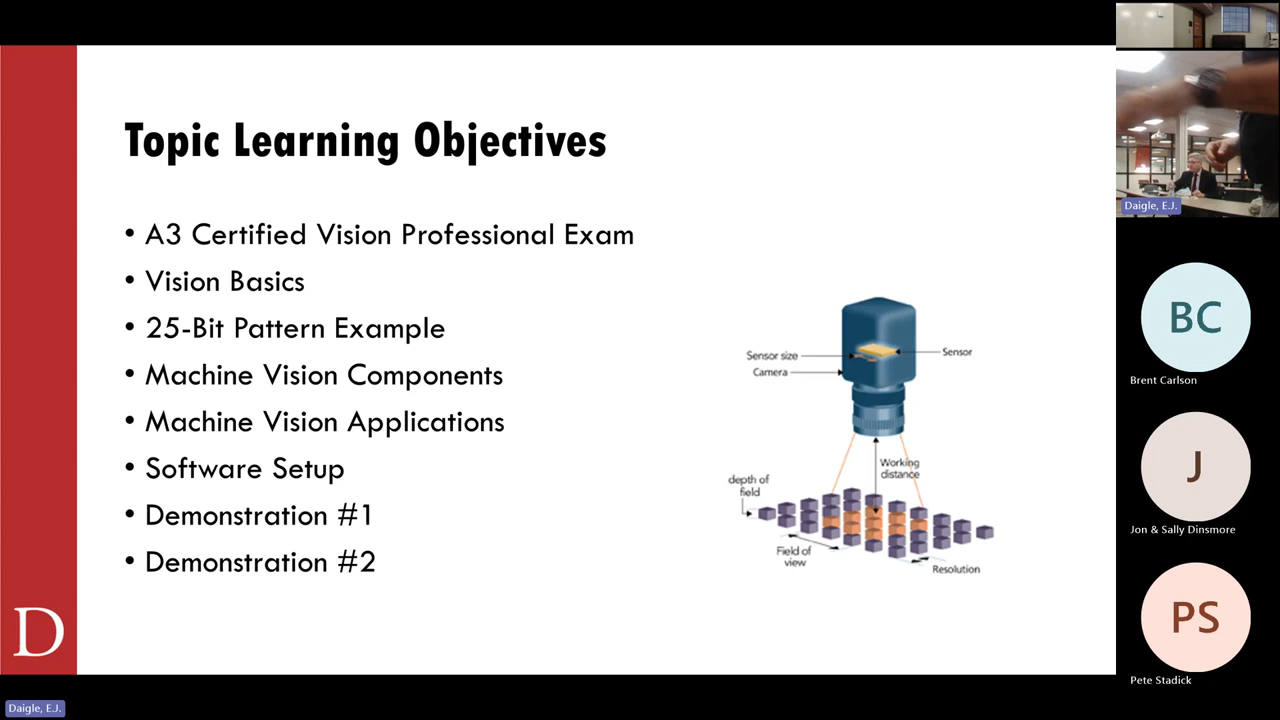 Topic Learning Objectives
• A3 Certified Vision Professional Exam
• Vision Basics
• 25-Bit Pattern Example
• Machine Vision Components
• Machine Vision Applications
• Software Setup
• Demonstration #1
• Demonstration #2
Sensor size
Camera
Sensor
Working
distance
depth of
field
Field of
view
Resolution
D
Daigle, E.J.
Daigle, E.J.
BC
Brent Carlson
J
Jon & Sally Dinsmore
PS
Pete Stadick